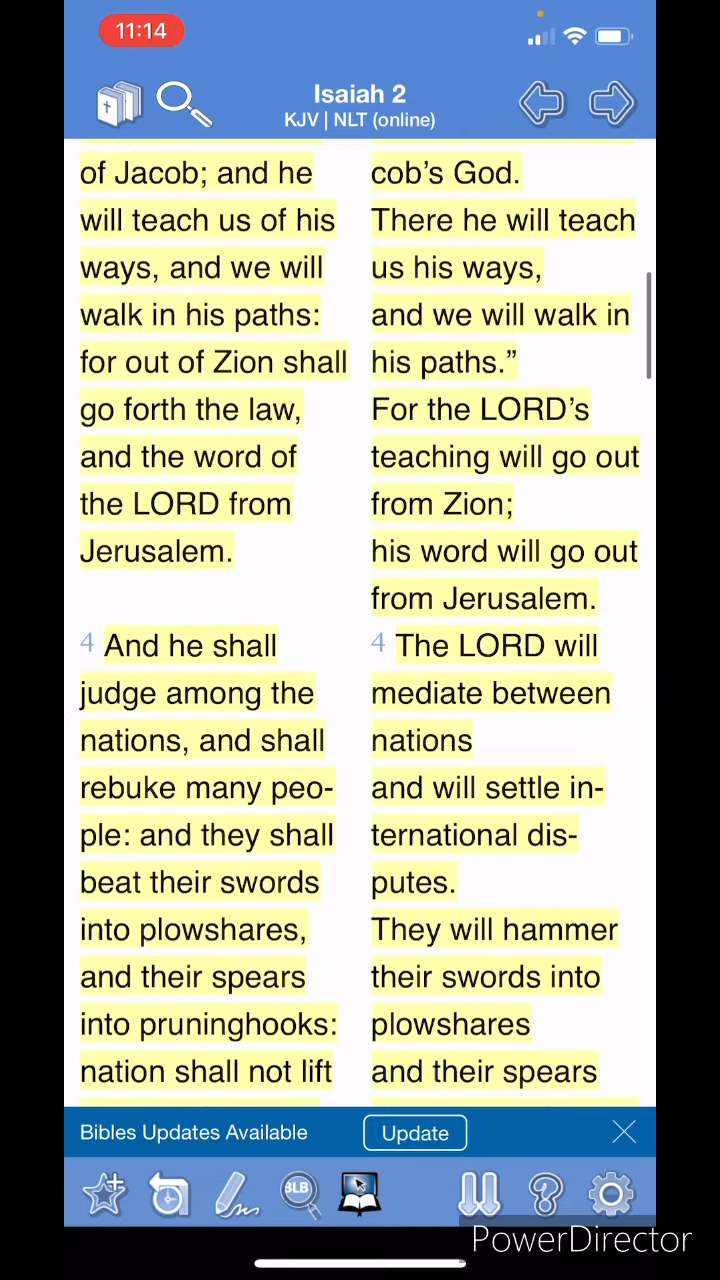 11:14
Isaiah 2
KJV | NLT (online)
of Jacob; and he
will teach us of his
ways, and we will
walk in his paths:
for out of Zion shall
go forth the law,
and the word of
the LORD from
Jerusalem.
4 And he shall
judge among the
nations, and shall
rebuke many peo-
ple: and they shall
beat their swords
into plowshares,
and their spears
into pruninghooks:
nation shall not lift
cob’s God.
There he will teach
us his ways,
and we will walk in
his paths.”
For the LORD’s
teaching will go out
from Zion;
his word will go out
from Jerusalem.
4 The LORD will
mediate between
nations
and will settle in-
ternational dis-
putes.
They will hammer
their swords into
plowshares
and their spears
Bibles Updates Available
Update
BLB
PowerDirector